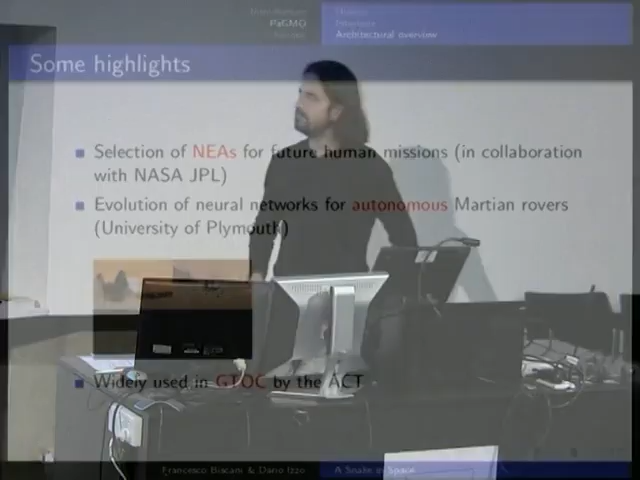 PaGMO
Architectural overview
Some highlights
Selection of NEAs for future human missions (in collaboration
with NASA JPL)
Evolution of neural networks for autonomous Martian rovers
(University of Plymouth)
Widely used in GTOC by the ACT
Francesco Biscani & Dario Izzo
A Snake in Space